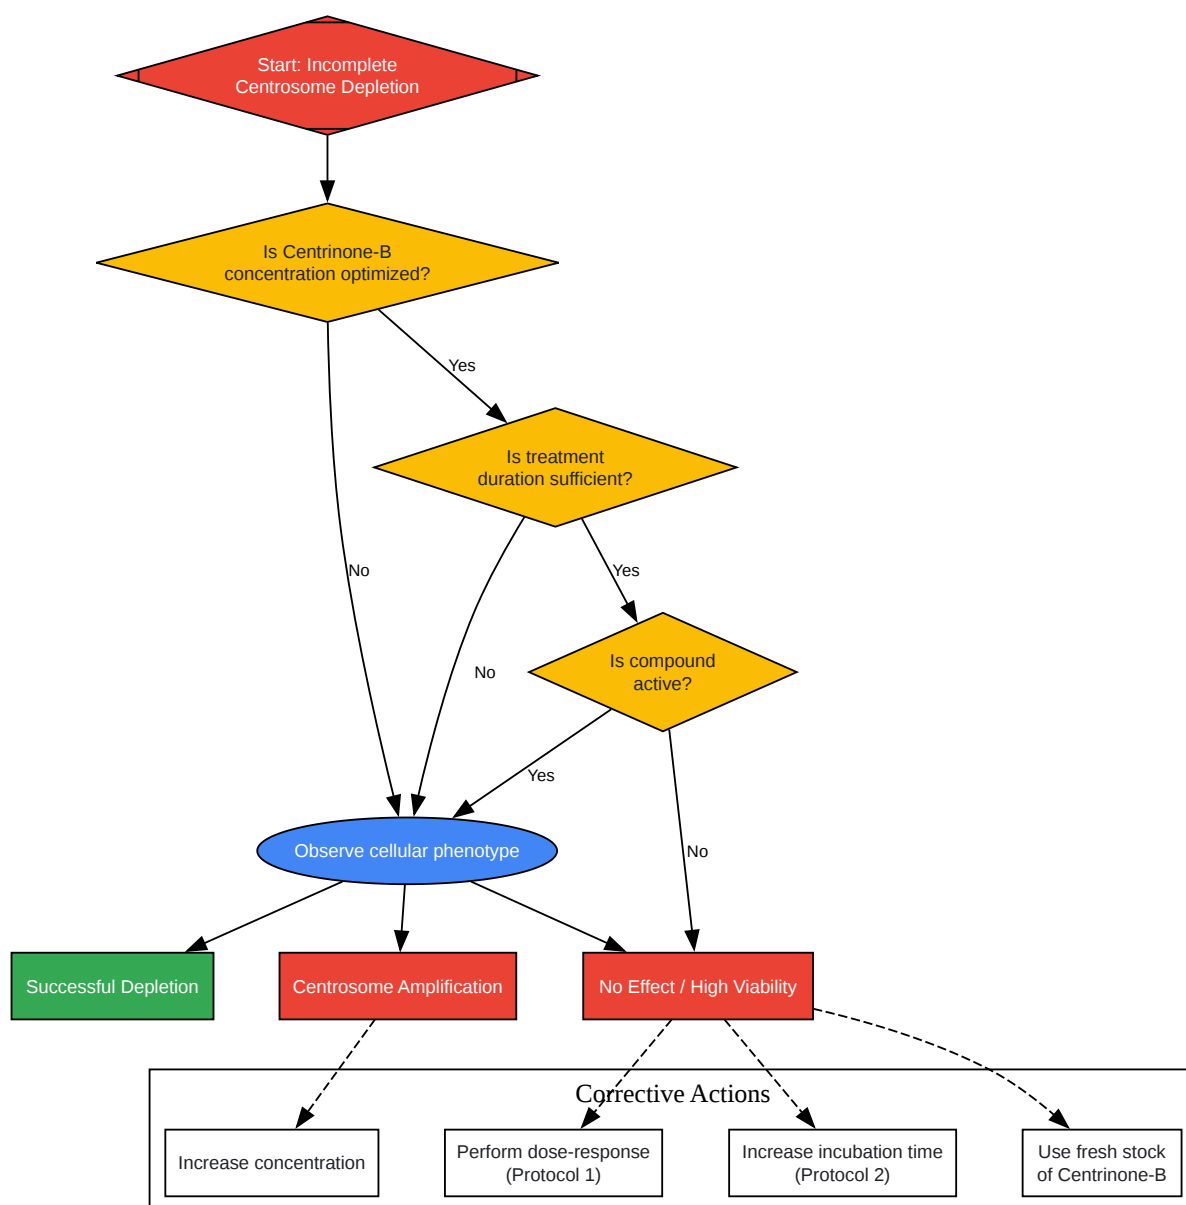 Start: Incomplete
Centrosome Depletion
Is Centrinone-B
concentration optimized?
Yes
Is treatment
duration sufficient?
No
Yes
Is compound
active?
No
Yes
No
Observe cellular phenotype
Successful Depletion
Centrosome Amplification
No Effect / High Viability
Corrective Actions
Increase concentration
Perform dose-response
(Protocol 1)
Increase incubation time
(Protocol 2)
Use fresh stock
of Centrinone-B